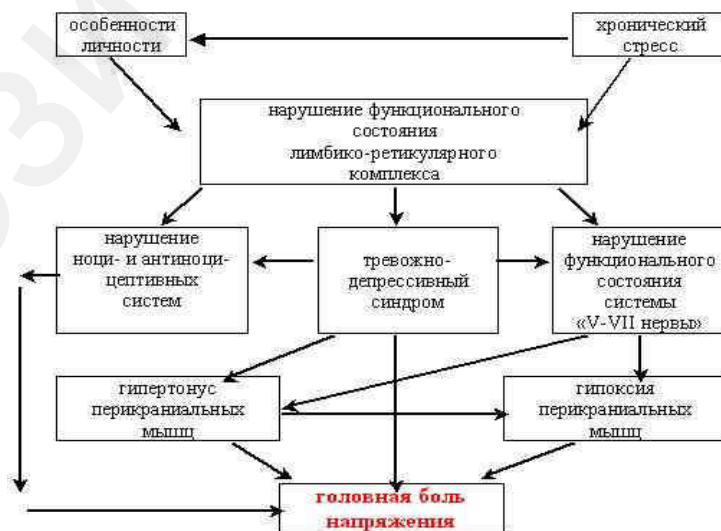 особенности
личности
хронический
стресс
нарушение функционального
состояния
лимбико-ретикулярного
комплекса
нарушение
ноци- и антиноци-
цептивных
систем
тревожно-
депрессивный
синдром
нарушение
функционального
состояния
системы
«V-VII нервы»
гипертонус
перикраниальных
мышц
гипоксия
перикраниальных
мышц
головная боль
напряжения